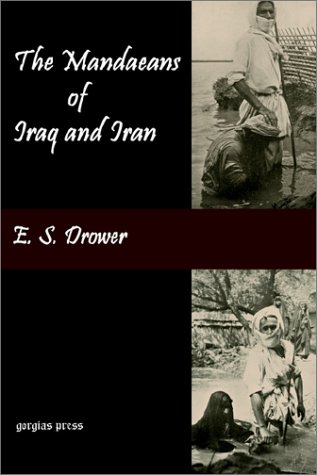 The Mandaeans
of
Iraq and Iran
E. S. Drower
gorgias press